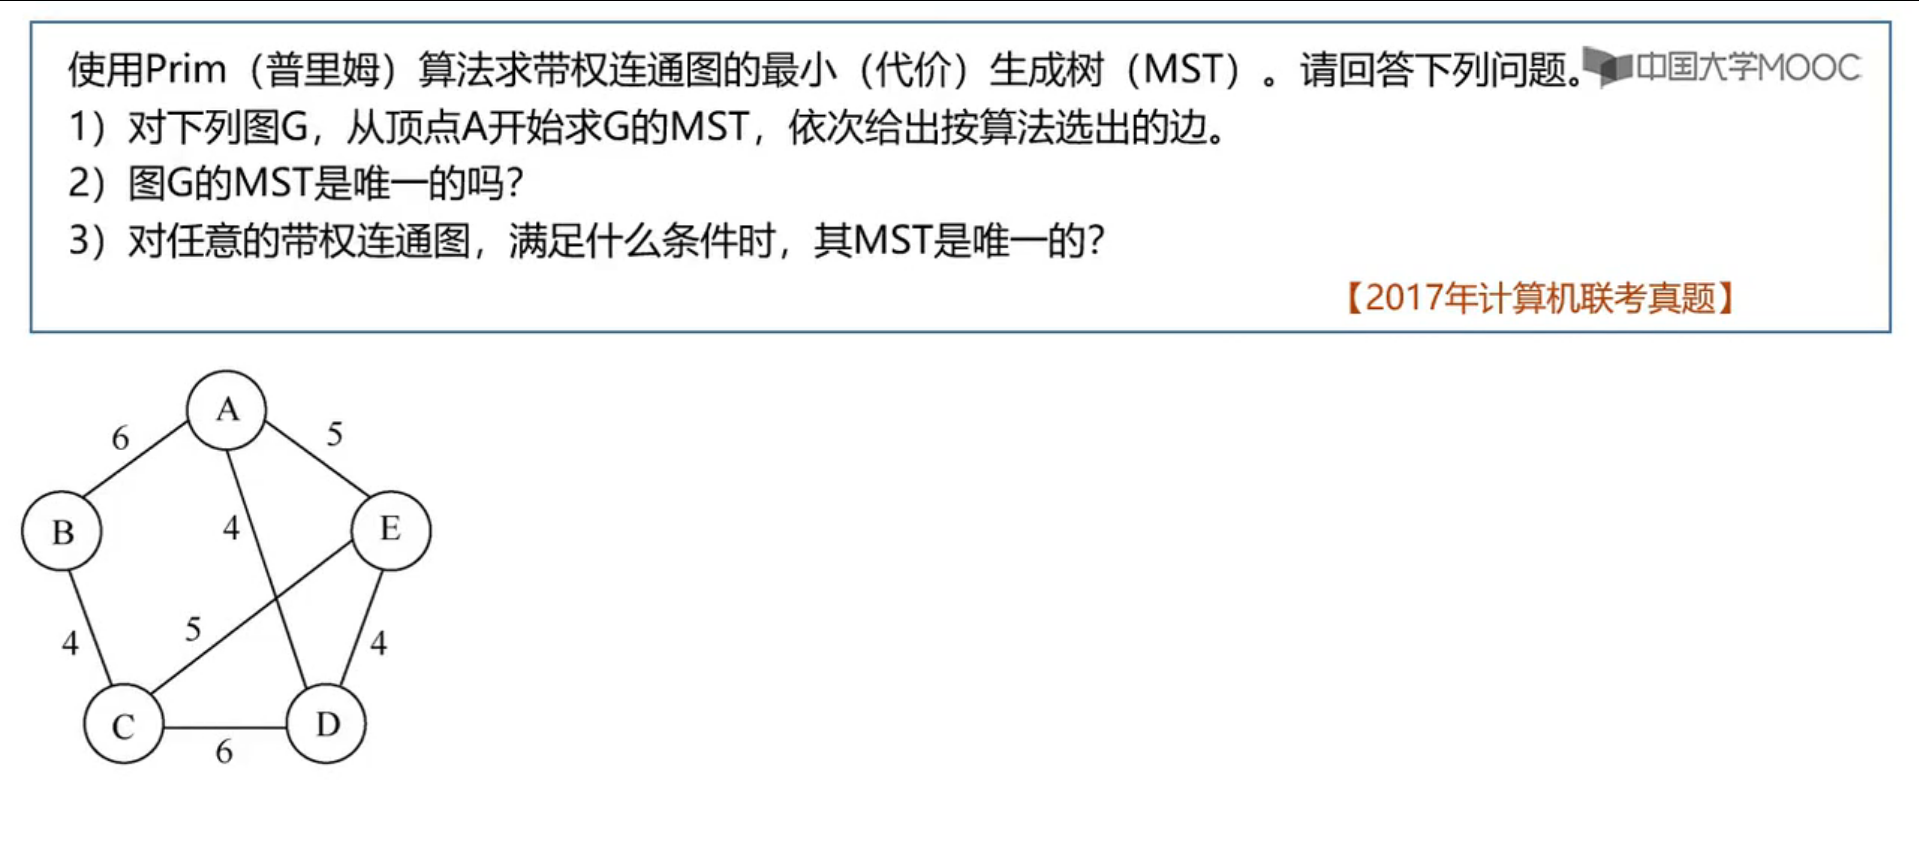 使用Prim（普里姆）算法求带权连通图的最小（代价）生成树（MST）。请回答下列问题。
中国大学MOOC
1）对下列图G，从顶点A开始求G的MST，依次给出按算法选出的边。
2）图G的MST是唯一的吗？
3）对任意的带权连通图，满足什么条件时，其MST是唯一的？
【2017年计算机联考真题】
A
6
5
B
4
E
4
5
4
C
D
6